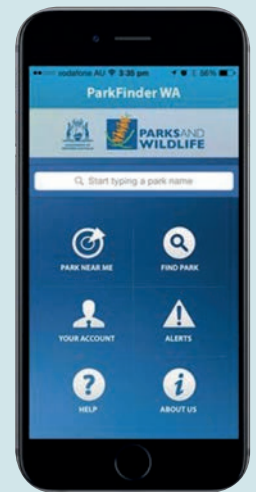 vodafone AU 3:35 pm 56%
ParkFinder WA
PARKS AND
WILDLIFE
Start typing a park name
PARK NEAR ME
FIND PARK
YOUR ACCOUNT
ALERTS
HELP
ABOUT US